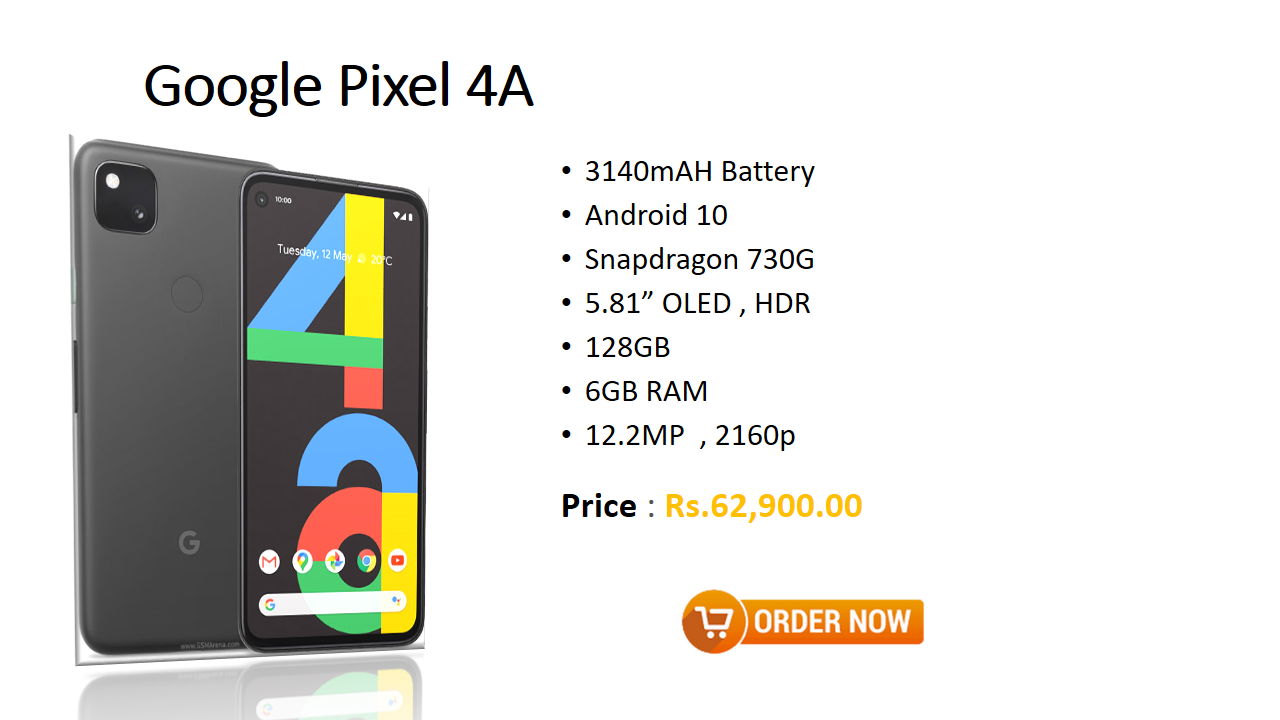 Google Pixel 4A
10:00
Tuesday, 12 May 20°C
G
www.GSMArena.com
• 3140mAH Battery
• Android 10
• Snapdragon 730G
• 5.81” OLED , HDR
• 128GB
• 6GB RAM
• 12.2MP , 2160p
Price : Rs.62,900.00
ORDER NOW